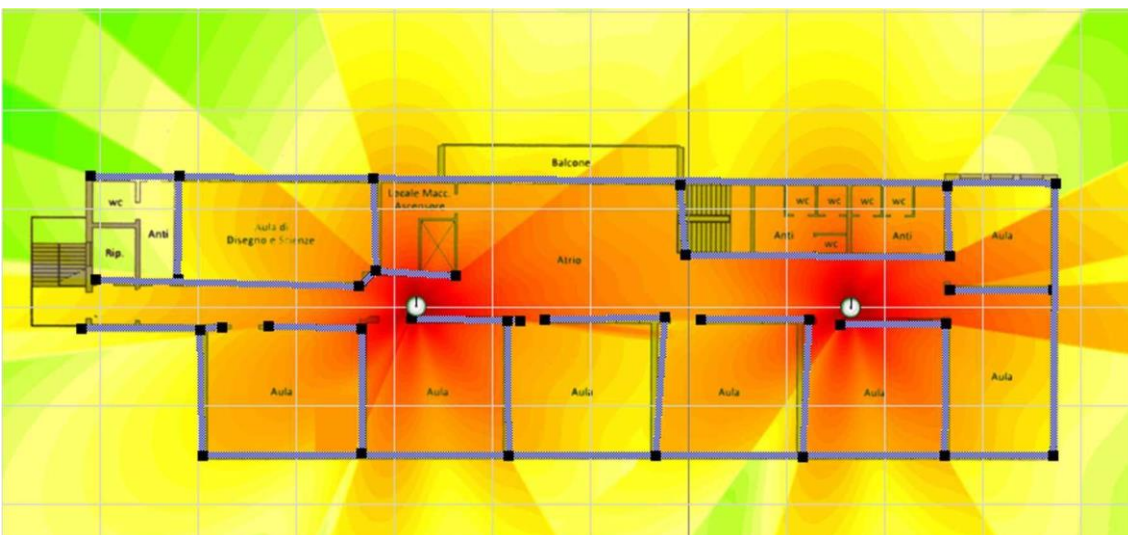 Balcone
wc
Locale Macc.
Ascensore
wc
wc
wc
wc
Aula di
Disegno e Scienze
Anti
Rip.
Anti
wc
Anti
Aula
Atrio
Aula
Aula
Aula
Aula
Aula
Aula